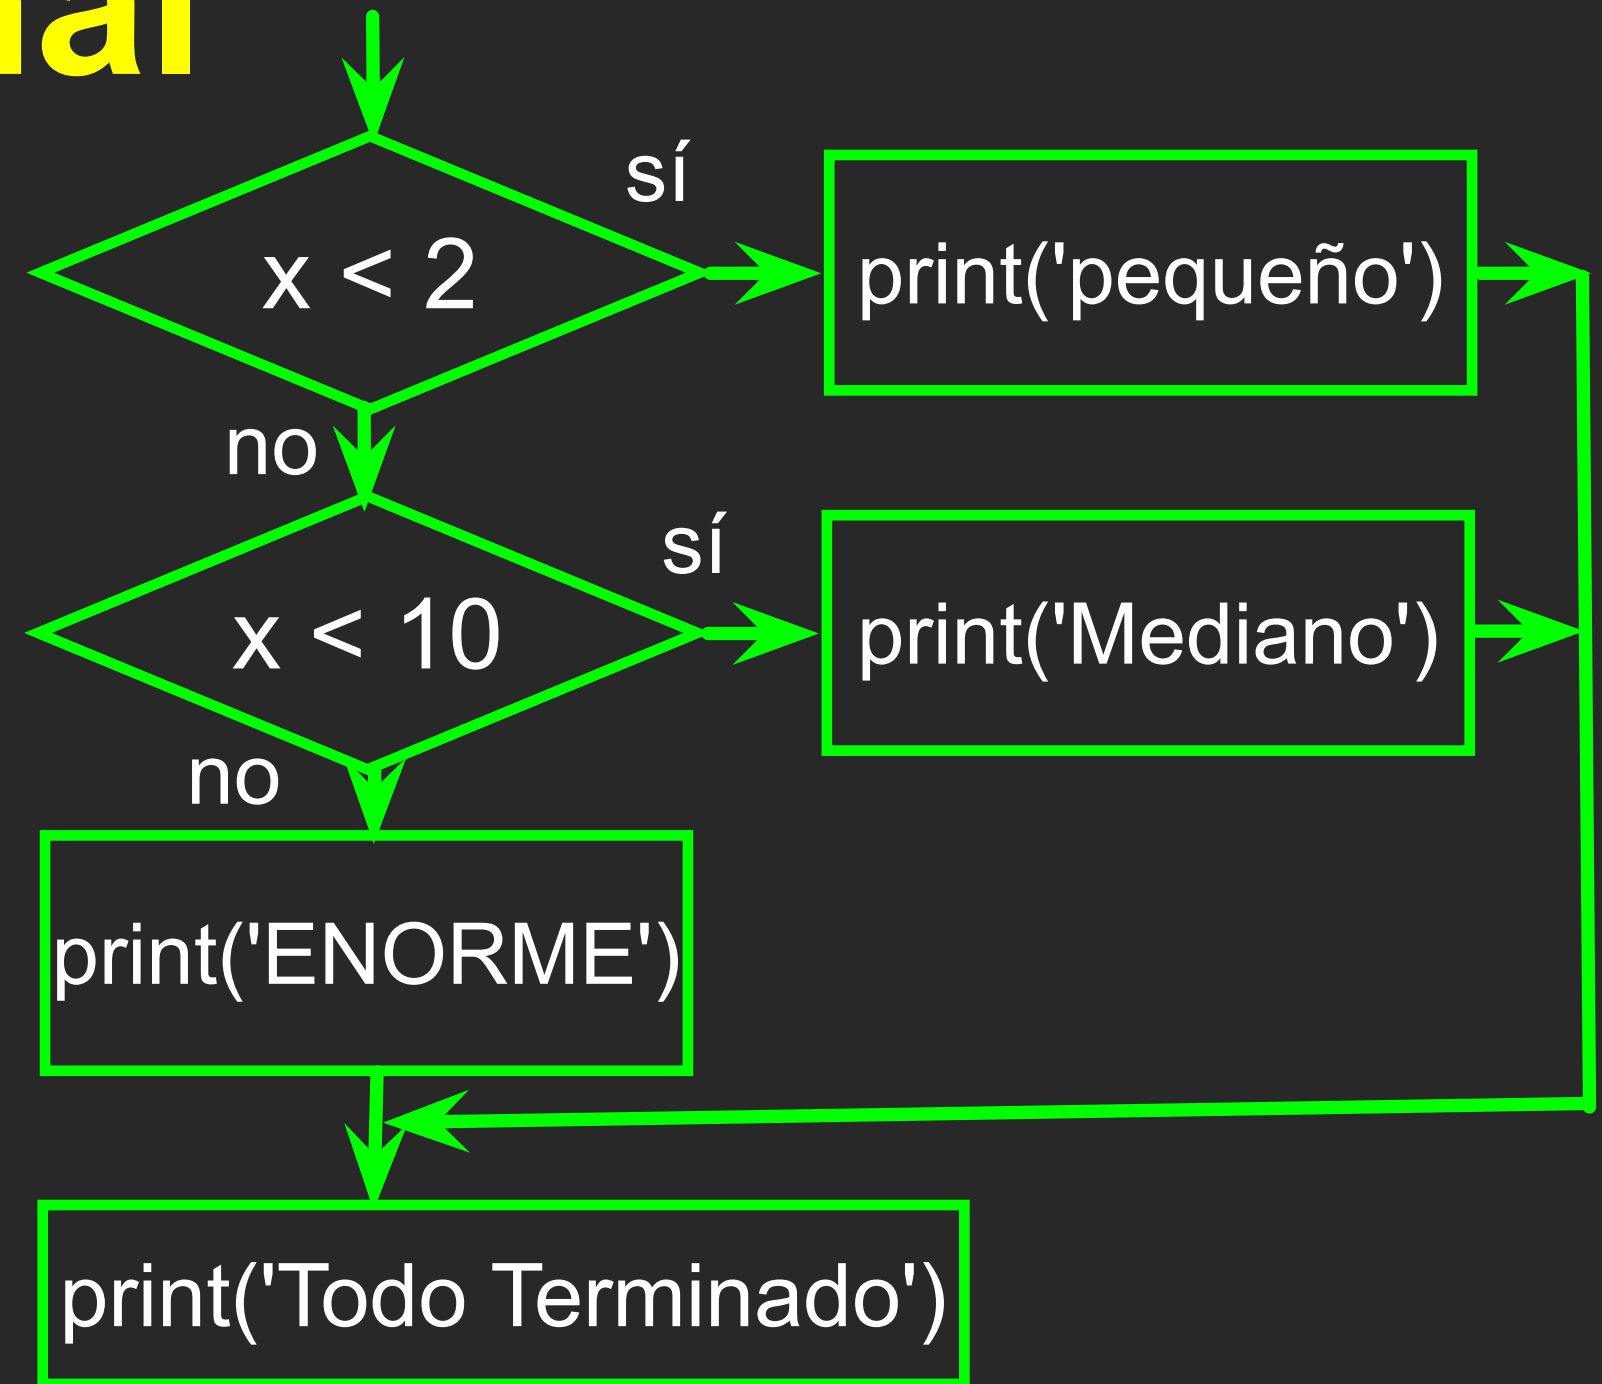 sí
x < 2
print('pequeño')
no
sí
x < 10
print('Mediano')
no
print('ENORME')
print('Todo Terminado')